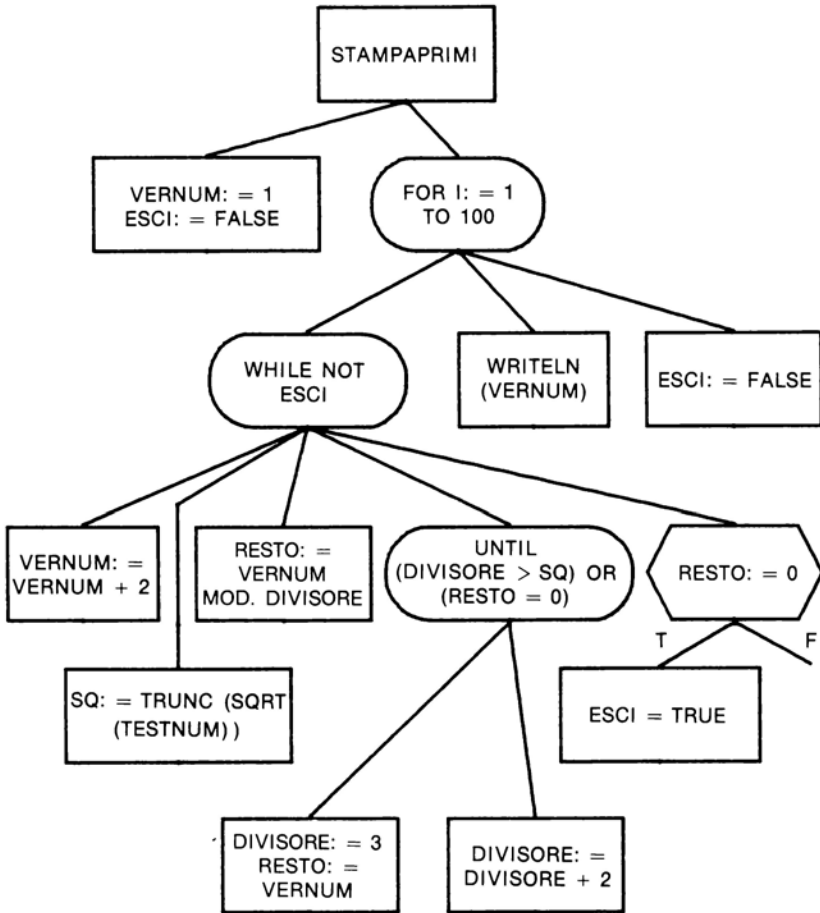 STAMPAPRIMI
VERNUM: = 1
ESCI: = FALSE
FOR I: = 1
TO 100
WHILE NOT
ESCI
WRITELN
(VERNUM)
ESCI: = FALSE
VERNUM: =
VERNUM + 2
RESTO: =
VERNUM
MOD. DIVISORE
UNTIL
(DIVISORE > SQ) OR
(RESTO = 0)
RESTO: = 0
T
F
SQ: = TRUNC (SQRT
(TESTNUM))
ESCI = TRUE
DIVISORE: = 3
RESTO: =
VERNUM
DIVISORE: =
DIVISORE + 2